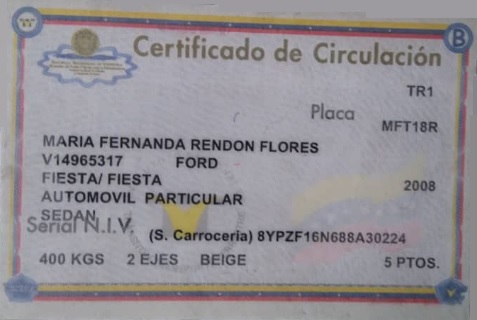 Certificado de Circulación
B
TR1
Placa
MFT18R
MARIA FERNANDA RENDON FLORES
V14965317 FORD
FIESTA/ FIESTA 2008
AUTOMOVIL PARTICULAR
SEDAN
Serial N.I.V. (S. Carroceria) 8YPZF16N688A30224
400 KGS 2 EJES BEIGE 5 PTOS.